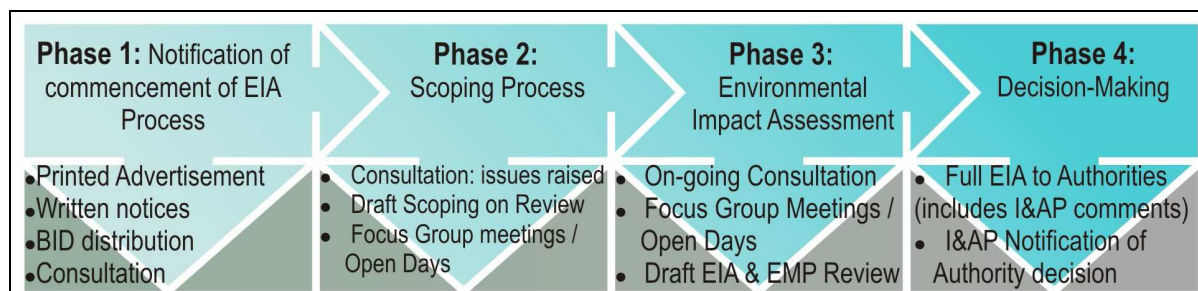 Phase 1: Notification of
commencement of EIA
Process
●Printed Advertisement
●Written notices
●BID distribution
●Consultation
Phase 2:
Scoping Process
● Consultation: issues raised
● Draft Scoping on Review
● Focus Group meetings /
Open Days
Phase 3:
Environmental
Impact Assessment
● On-going Consultation
● Focus Group Meetings /
Open Days
● Draft EIA & EMP Review
Phase 4:
Decision-Making
● Full EIA to Authorities
(includes I&AP comments)
● I&AP Notification of
Authority decision